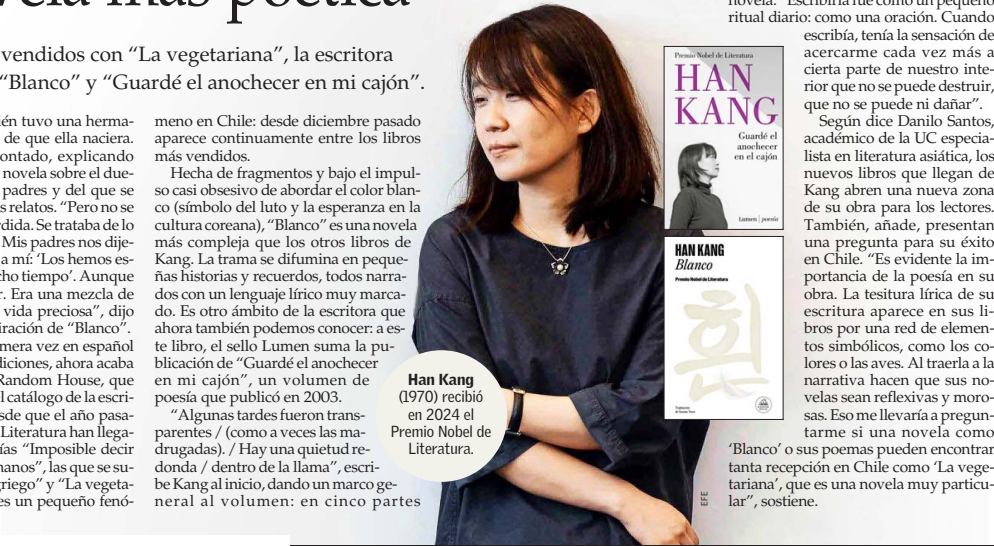 vela más poética
vendidos con “La vegetariana”, la escritora
“Blanco” y “Guardé el anochecer en mi cajón”.
ién tuvo una herma-
de que ella naciera.
ontado, explicando
novela sobre el due-
padres y del que se
s relatos. “Pero no se
rdida. Se trataba de lo
Mis padres nos dije-
a mí: ‘Los hemos es-
cho tiempo’. Aunque
r. Era una mezcla de
vida preciosa”, dijo
iración de “Blanco”.
mera vez en español
diciones, ahora acaba
Random House, que
el catálogo de la escri-
sde que el año pasa-
Literatura han llega-
ías “Imposible decir
manos”, las que se su-
griego” y “La vegeta-
es un pequeño fenó-
meno en Chile: desde diciembre pasado
aparece continuamente entre los libros
más vendidos.
Hecha de fragmentos y bajo el impul-
so casi obsesivo de abordar el color blan-
co (símbolo del luto y la esperanza en la
cultura coreana), “Blanco” es una novela
más compleja que los otros libros de
Kang. La trama se difumina en peque-
ñas historias y recuerdos, todos narra-
dos con un lenguaje lírico muy marca-
do. Es otro ámbito de la escritora que
ahora también podemos conocer: a es-
te libro, el sello Lumen suma la pu-
blicación de “Guardé el anochecer
en mi cajón”, un volumen de
poesía que publicó en 2003.
“Algunas tardes fueron trans-
parentes / (como a veces las ma-
drugadas). / Hay una quietud re-
donda / dentro de la llama”, escri-
be Kang al inicio, dando un marco ge-
neral al volumen: en cinco partes
Han Kang
(1970) recibió
en 2024 el
Premio Nobel de
Literatura.
Premio Nobel de Literatura
HAN
KANG
Guardé el
anochecer
en el cajón
Lumen | poesía
HAN KANG
Blanco
Premio Nobel de Literatura
흰
EFE
novela. “Escribirla fue como un pequeño
ritual diario: como una oración. Cuando
escribía, tenía la sensación de
acercarme cada vez más a
cierta parte de nuestro inte-
rior que no se puede destruir,
que no se puede ni dañar”.
Según dice Danilo Santos,
académico de la UC especia-
lista en literatura asiática, los
nuevos libros que llegan de
Kang abren una nueva zona
de su obra para los lectores.
También, añade, presentan
una pregunta para su éxito
en Chile. “Es evidente la im-
portancia de la poesía en su
obra. La tesitura lírica de su
escritura aparece en sus li-
bros por una red de elemen-
tos simbólicos, como los co-
lores o las aves. Al traerla a la
narrativa hacen que sus no-
velas sean reflexivas y moro-
sas. Eso me llevaría a pregun-
tarme si una novela como
‘Blanco’ o sus poemas pueden encontrar
tanta recepción en Chile como ‘La vege-
tariana’, que es una novela muy particu-
lar”, sostiene.